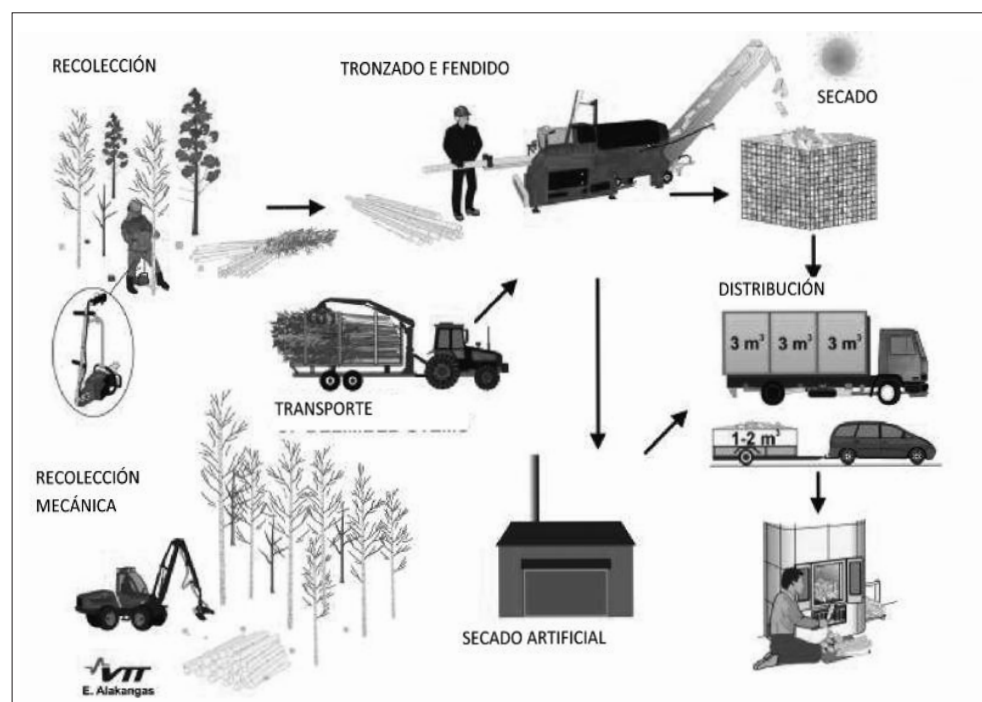 RECOLECCIÓN
TRONZADO E FENDIDO
SECADO
DISTRIBUCIÓN
3 m³ 3 m³ 3 m³
TRANSPORTE
1-2 m³
RECOLECCIÓN
MECÁNICA
SECADO ARTIFICIAL
VTT
E. Alakangas